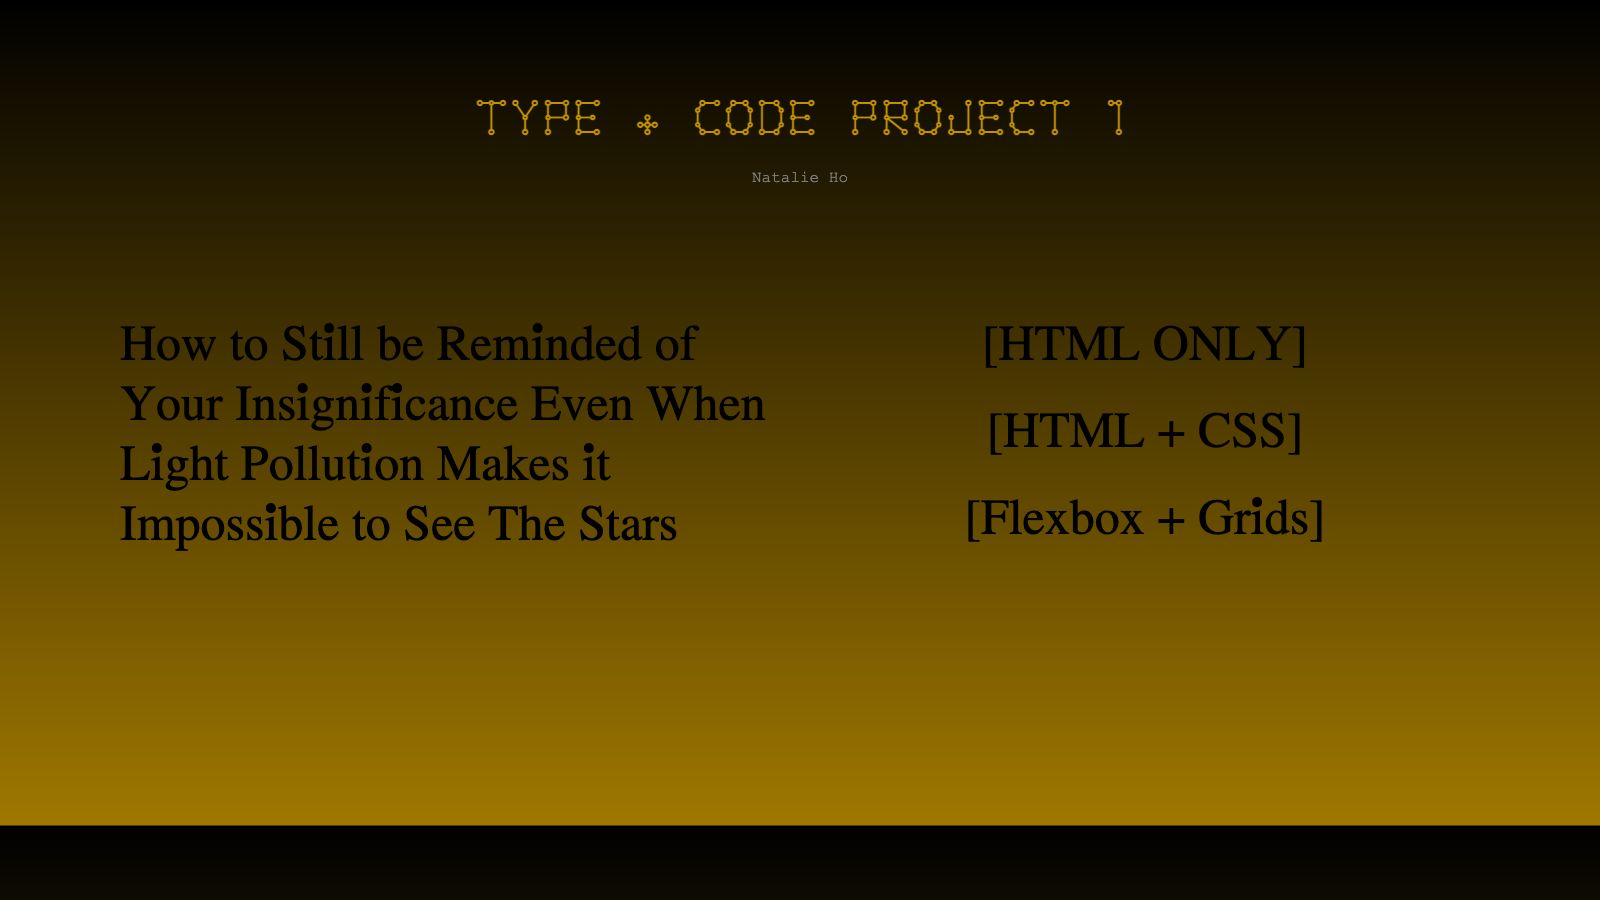 TYPE + CODE PROJECT 1
Natalie Ho
How to Still be Reminded of
Your Insignificance Even When
Light Pollution Makes it
Impossible to See The Stars
[HTML ONLY]
[HTML + CSS]
[Flexbox + Grids]